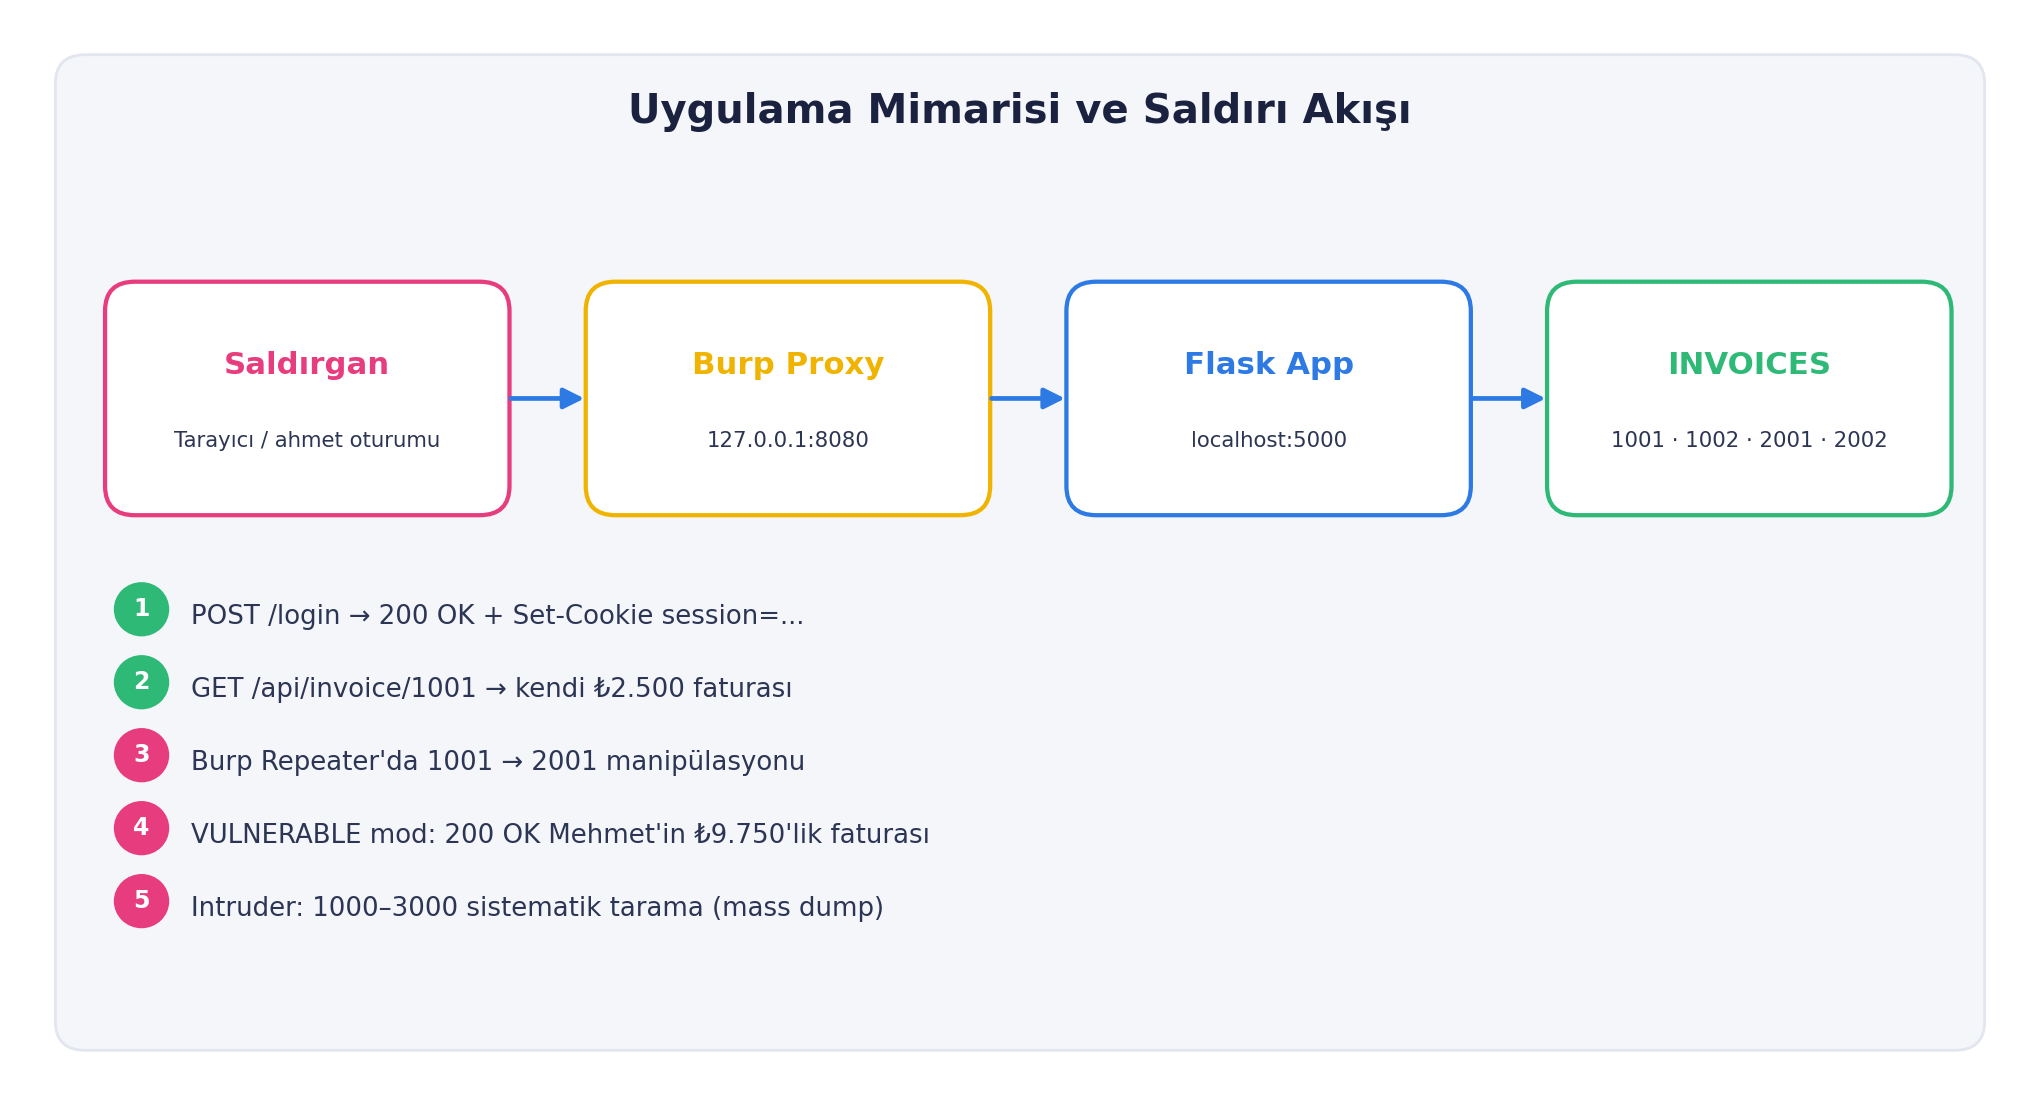 Uygulama Mimarisi ve Saldırı Akışı
Saldırgan
Tarayıcı / ahmet oturumu
Burp Proxy
127.0.0.1:8080
Flask App
localhost:5000
INVOICES
1001 · 1002 · 2001 · 2002
1 POST /login → 200 OK + Set-Cookie session=...
2 GET /api/invoice/1001 → kendi ₺2.500 faturası
3 Burp Repeater'da 1001 → 2001 manipülasyonu
4 VULNERABLE mod: 200 OK Mehmet'in ₺9.750'lik faturası
5 Intruder: 1000–3000 sistematik tarama (mass dump)